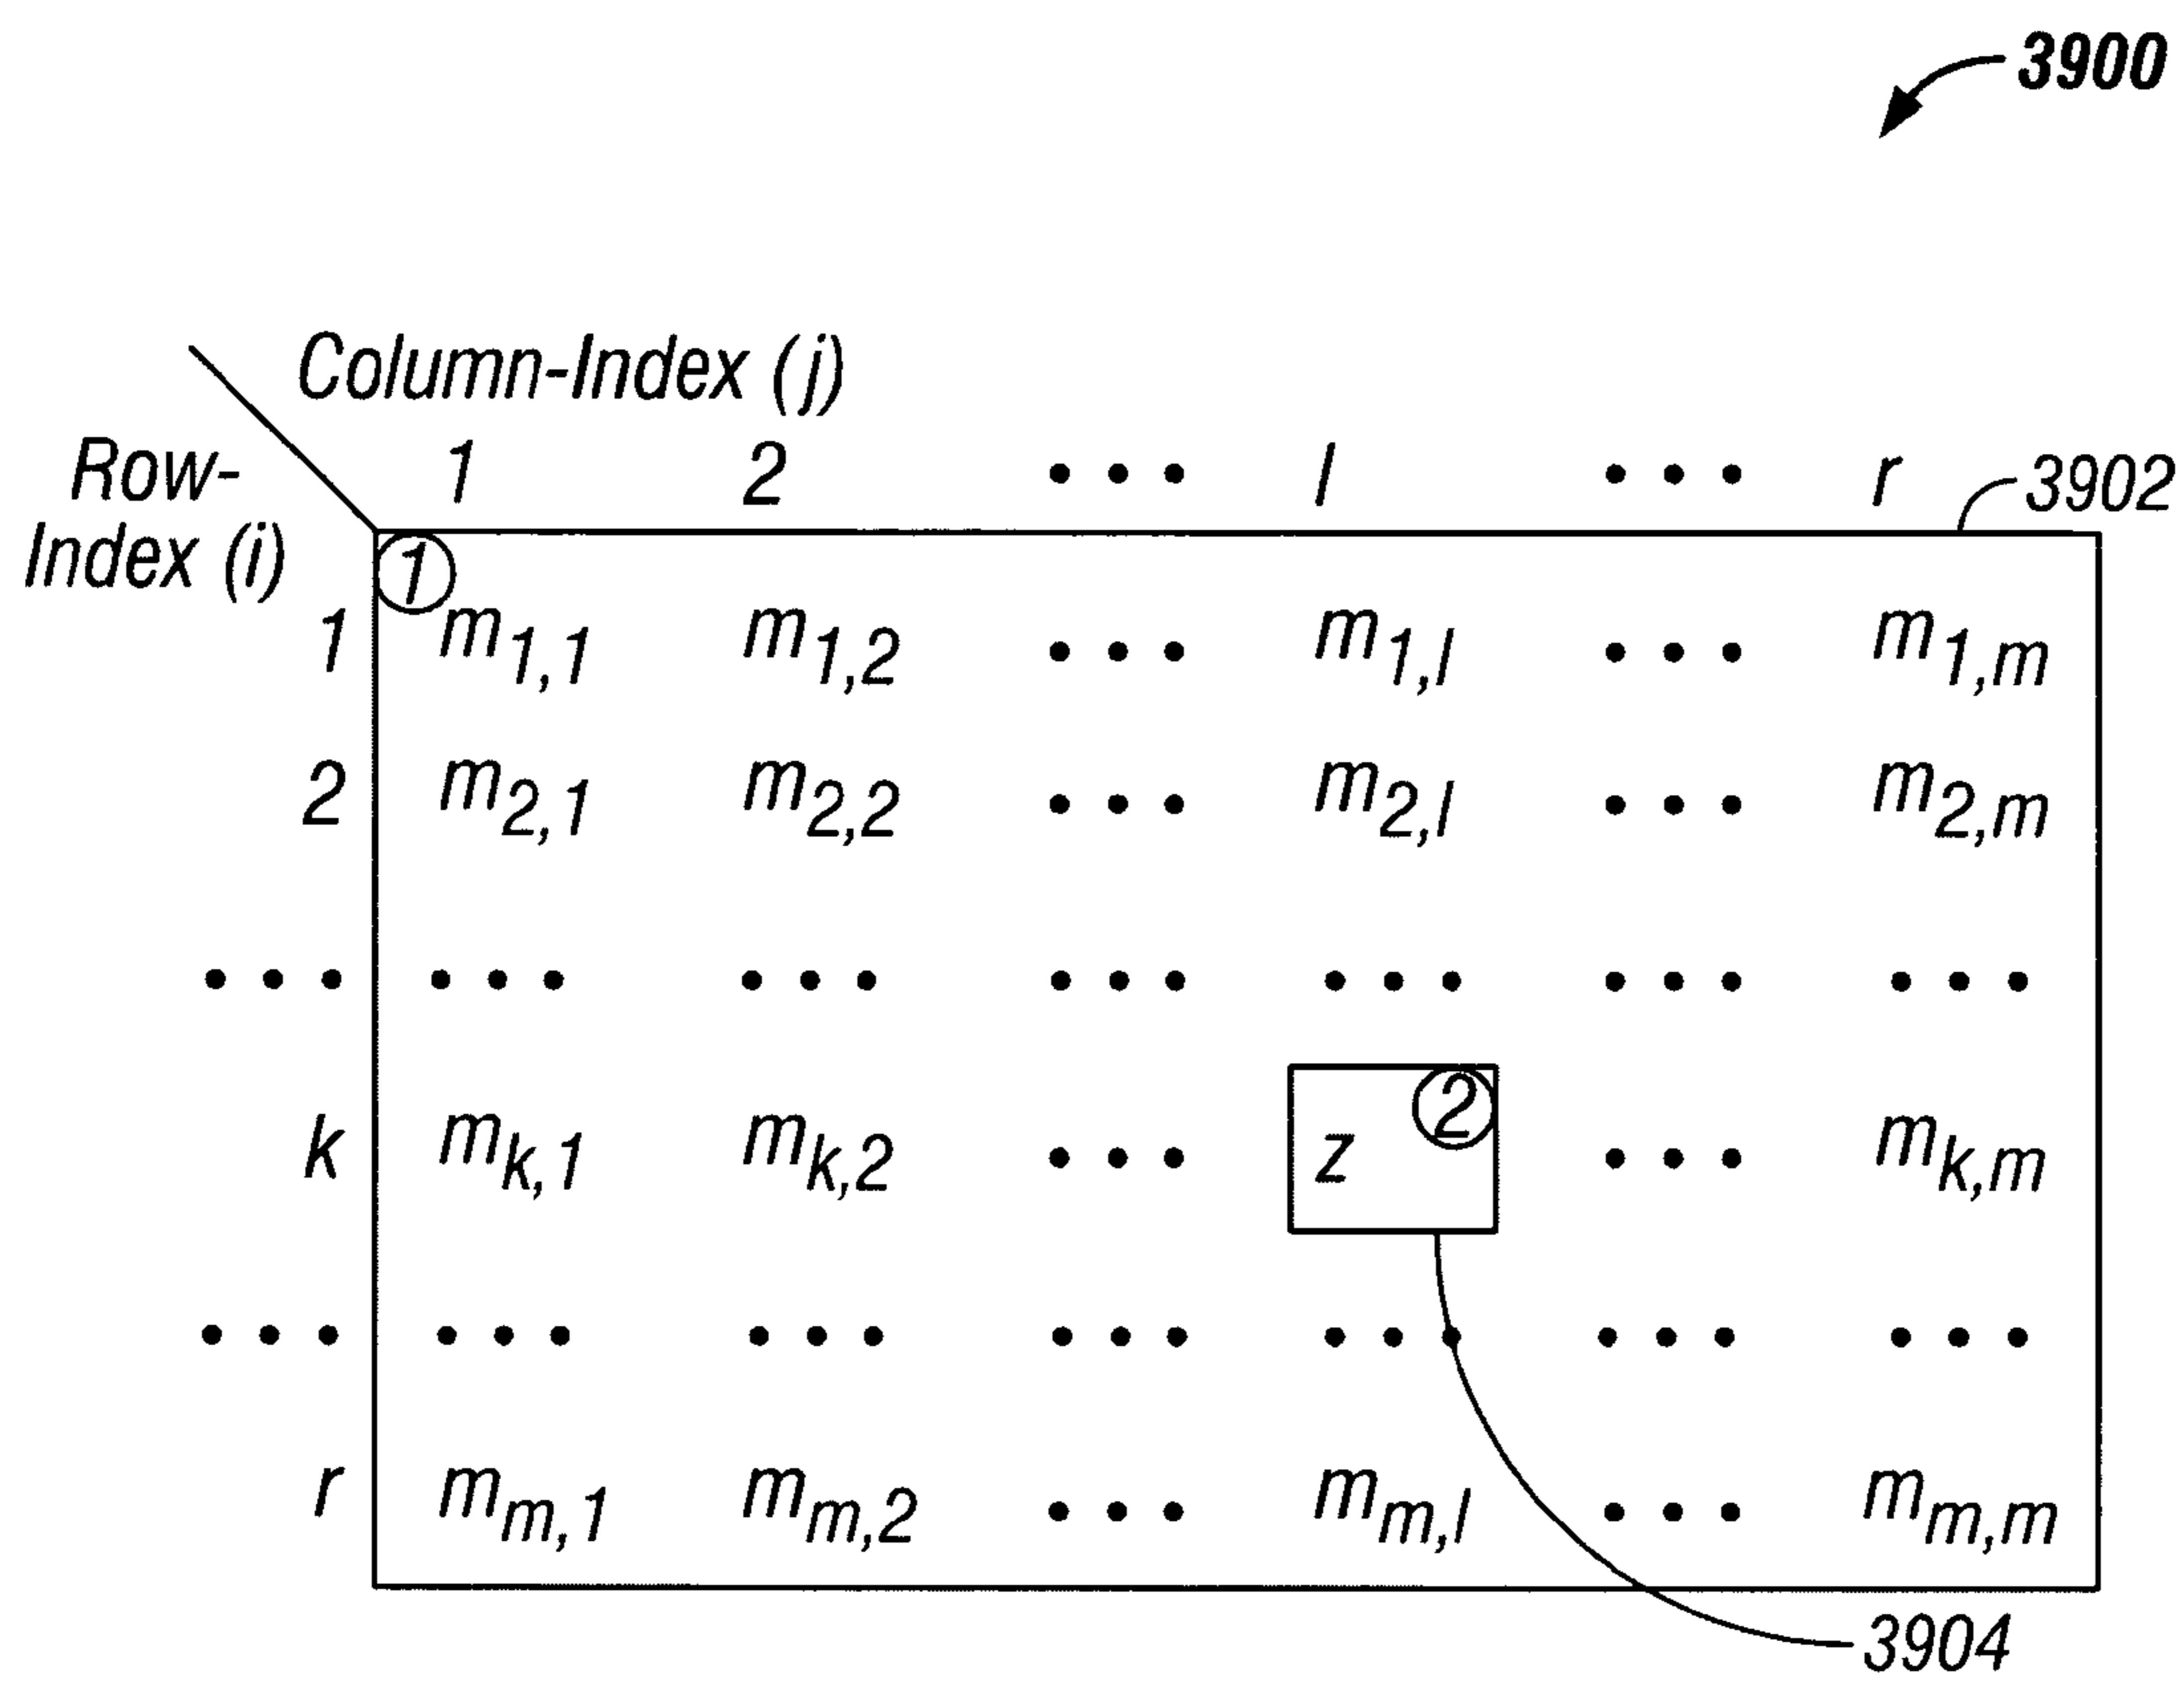 3900
Column-Index (j)
Row-Index (i)
1 2 • • • l • • • r
3902
1
1 m1,1 m1,2 • • • m1,l • • • m1,m
2 m2,1 m2,2 • • • m2,l • • • m2,m
• • • • • • • • • • • • • • • • • • • • •
2
k mk,1 mk,2 • • • z • • • mk,m
• • • • • • • • • • • • • • • • • • • • •
r mm,1 mm,2 • • • mm,l • • • mm,m
3904